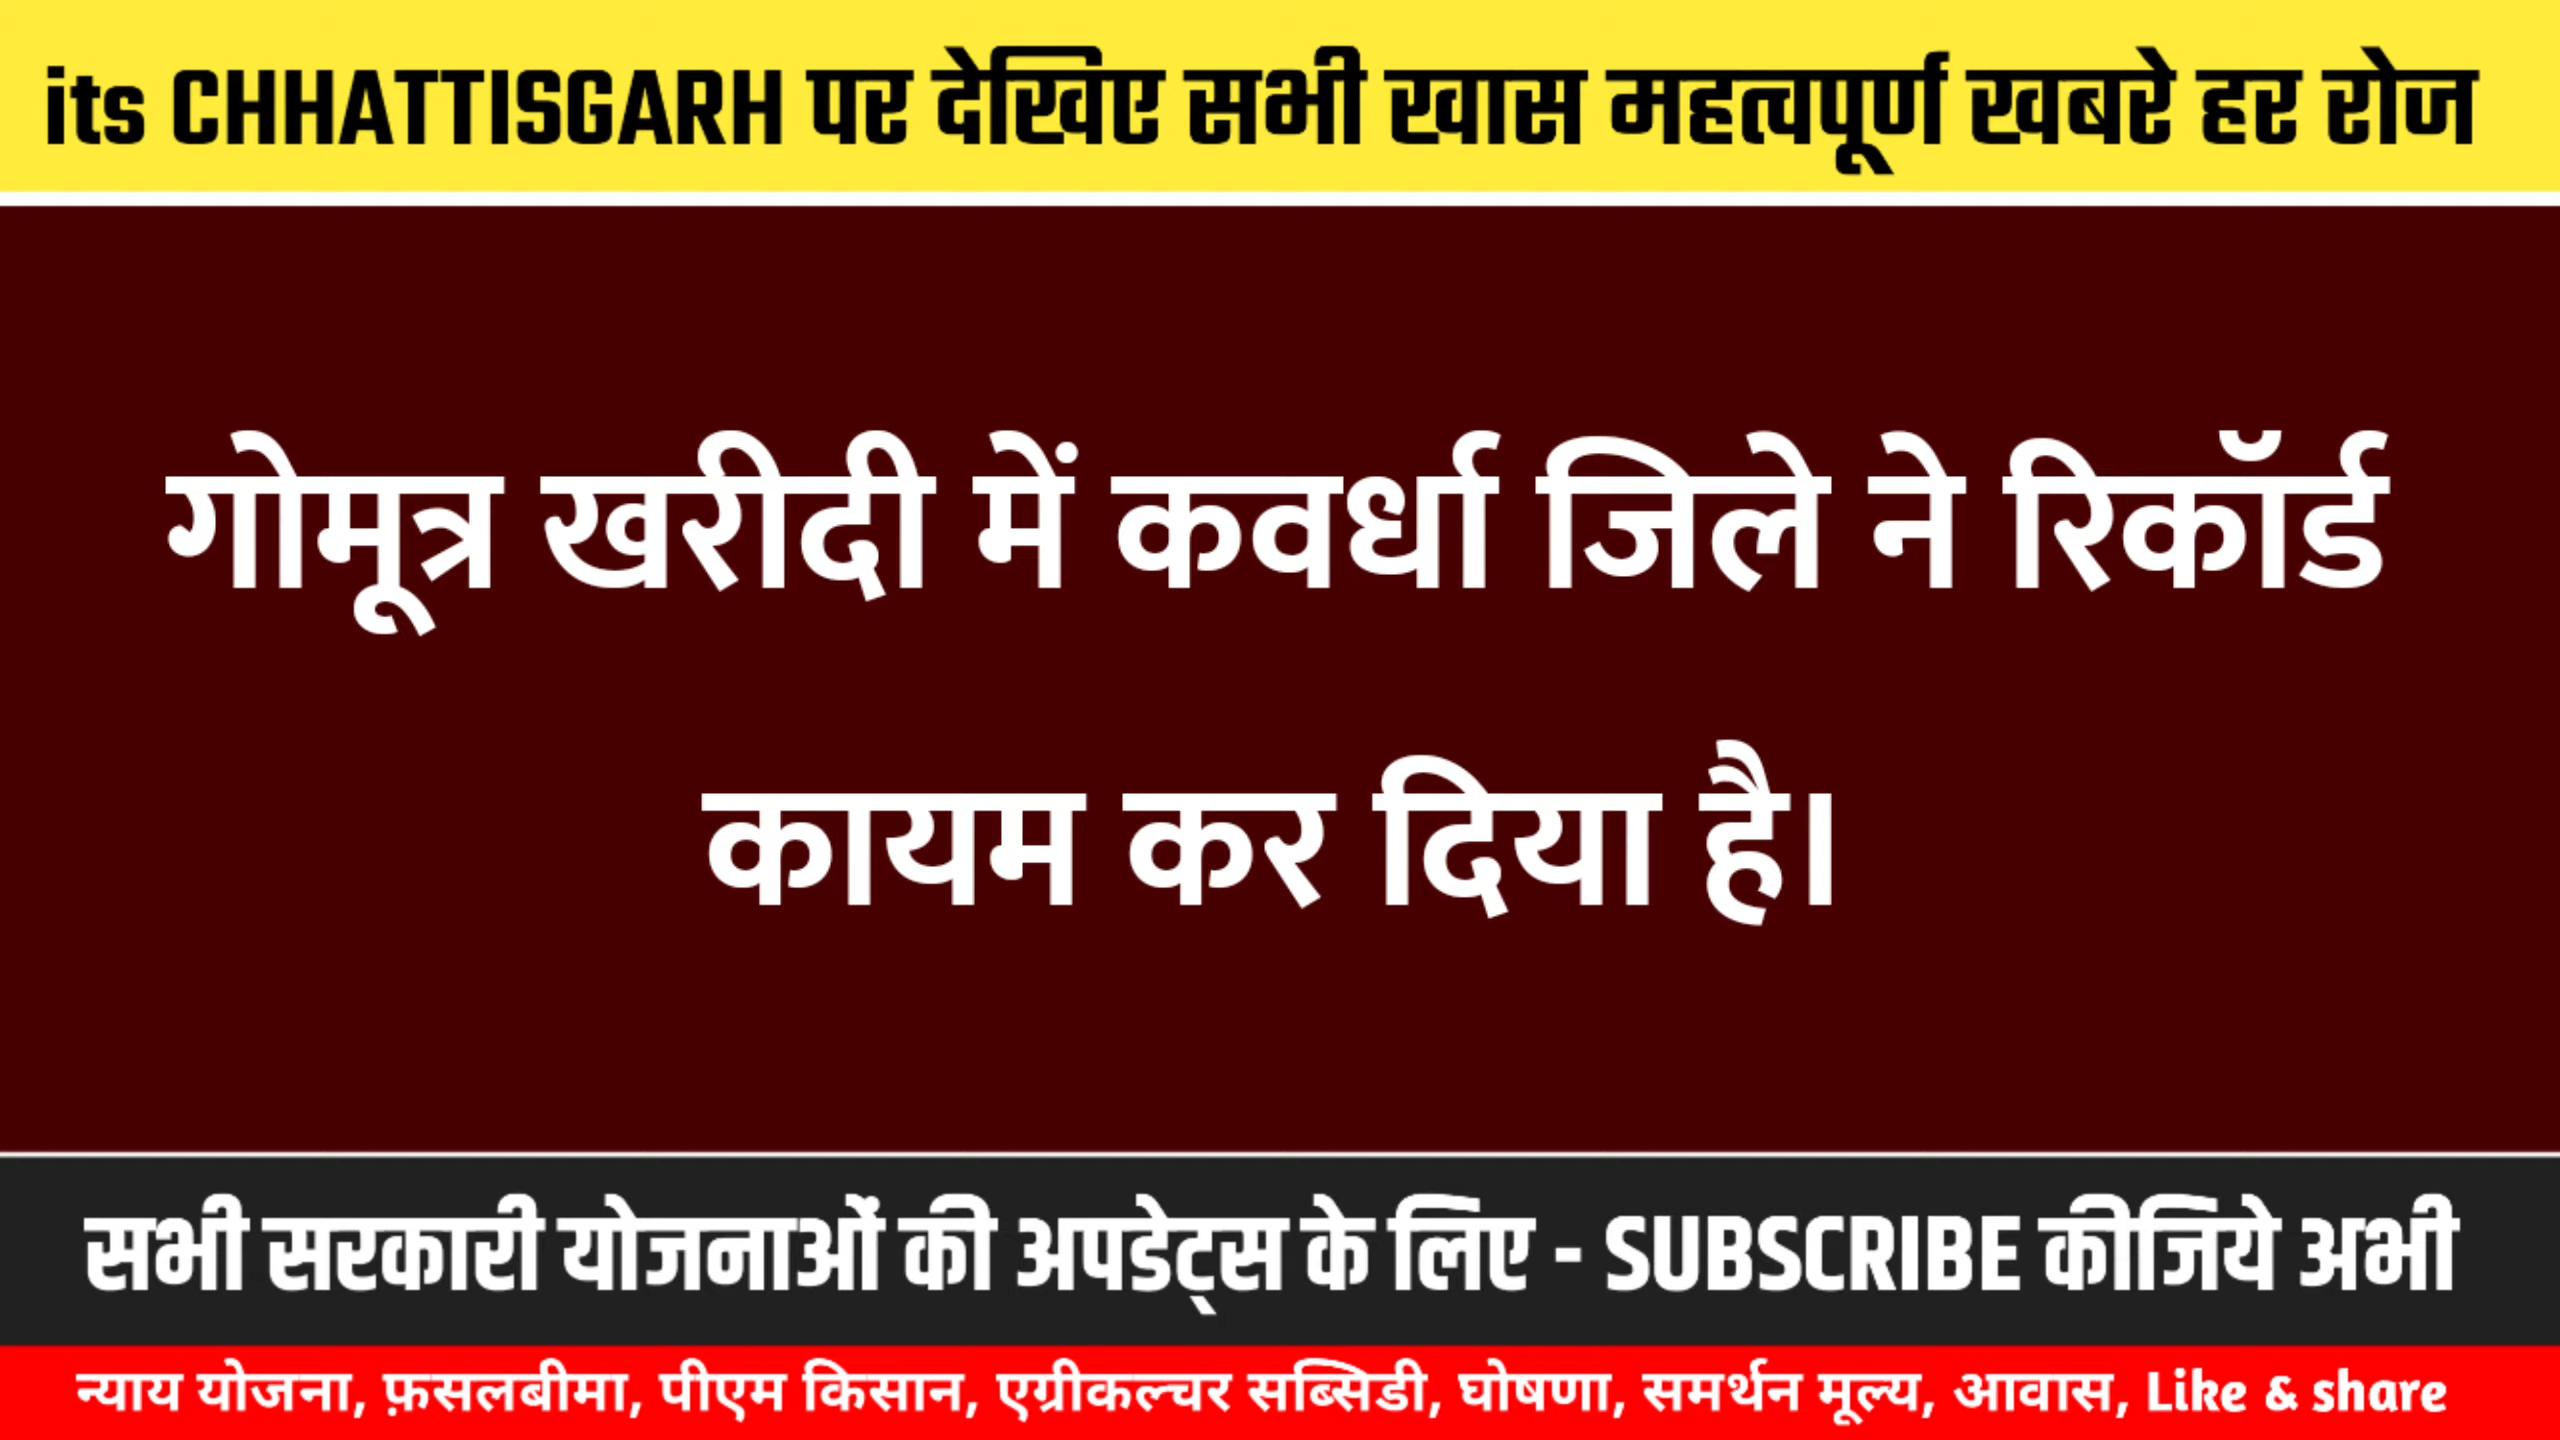 its CHHATTISGARH पर देखिए सभी खास महत्वपूर्ण खबरे हर रोज
गोमूत्र खरीदी में कवर्धा जिले ने रिकॉर्ड
कायम कर दिया है।
सभी सरकारी योजनाओं की अपडेट्स के लिए - SUBSCRIBE कीजिये अभी
न्याय योजना, फ़सलबीमा, पीएम किसान, एग्रीकल्चर सब्सिडी, घोषणा, समर्थन मूल्य, आवास, Like & share